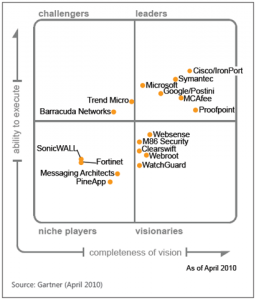 challengers
leaders
Cisco/IronPort
Symantec
Microsoft
Google/Postini
MCAfee
Trend Micro
Barracuda Networks
Proofpoint
ability to execute
Websense
M86 Security
SonicWALL
Clearswift
Fortinet
Webroot
Messaging Architects
WatchGuard
PineApp
niche players
visionaries
completeness of vision
As of April 2010
Source: Gartner (April 2010)